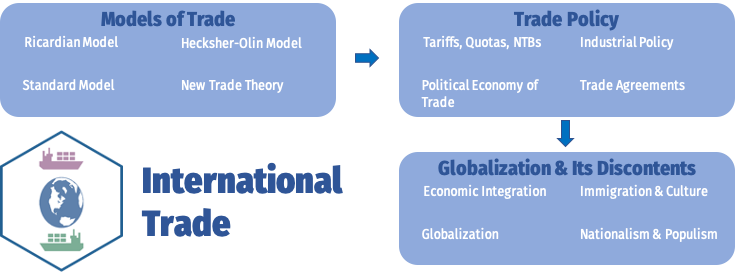 Models of Trade
Ricardian Model
Hecksher-Olin Model
Standard Model
New Trade Theory
Trade Policy
Tariffs, Quotas, NTBs
Industrial Policy
Political Economy of
Trade
Trade Agreements
International
Trade
Globalization & Its Discontents
Economic Integration
Immigration & Culture
Globalization
Nationalism & Populism